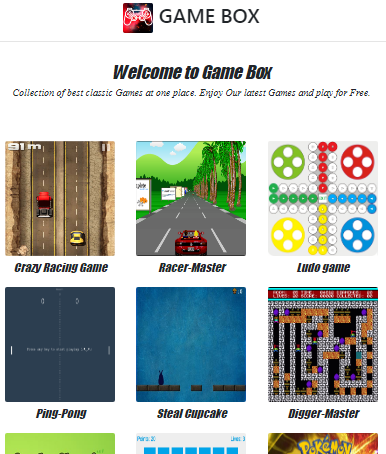 GAME BOX
Welcome to Game Box
Collection of best classic Games at one place. Enjoy Our latest Games and play for Free.
91 m
Crazy Racing Game
Racer-Master
Ludo game
0 0
Ping-Pong
Steal Cupcake
Digger-Master
Pairs: 20 Lives: 3
POKÉMON